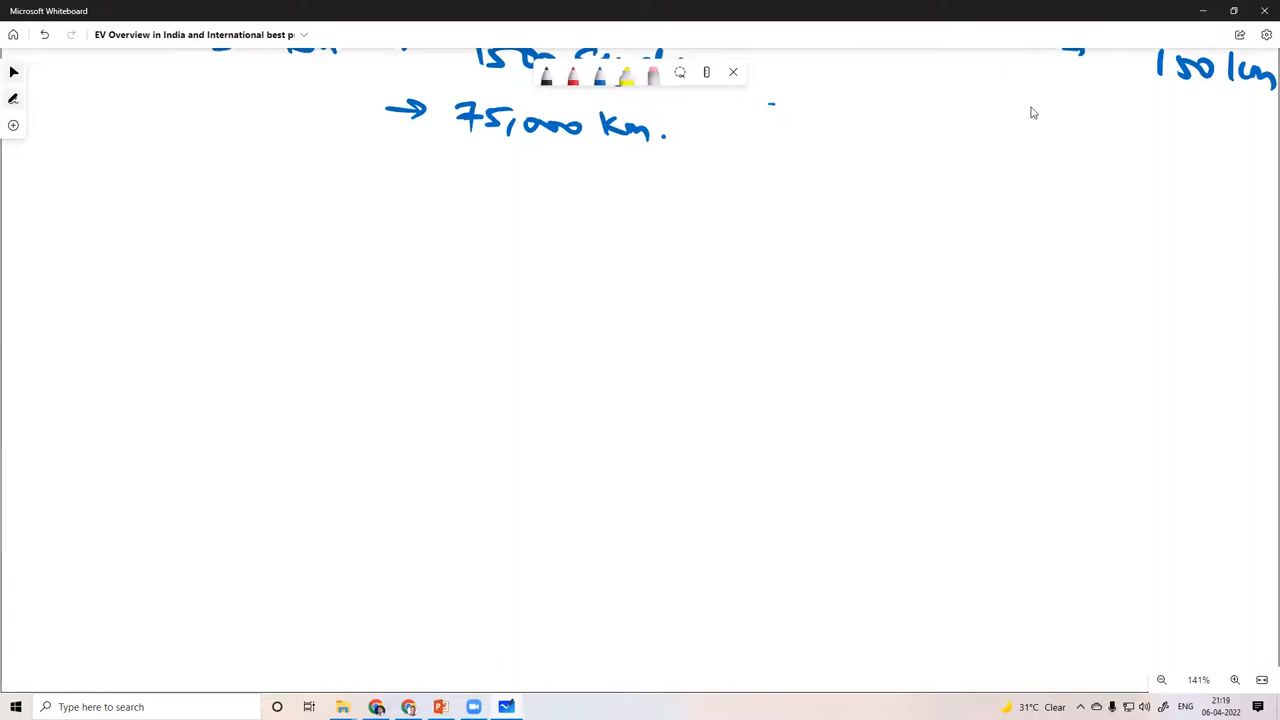 Microsoft Whiteboard
EV Overview in India and International best p
150 km
→ 75,000 km.
141%
Type here to search
31°C Clear
ENG
21:19
06-04-2022